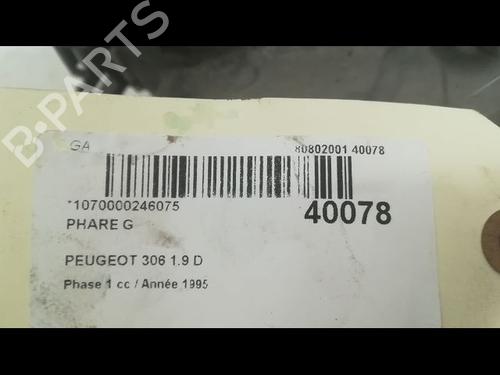 B-PARTS
GA
80802001 40078
*1070000246075
40078
PHARE G
PEUGEOT 306 1.9 D
Phase 1 cc / Année 1995